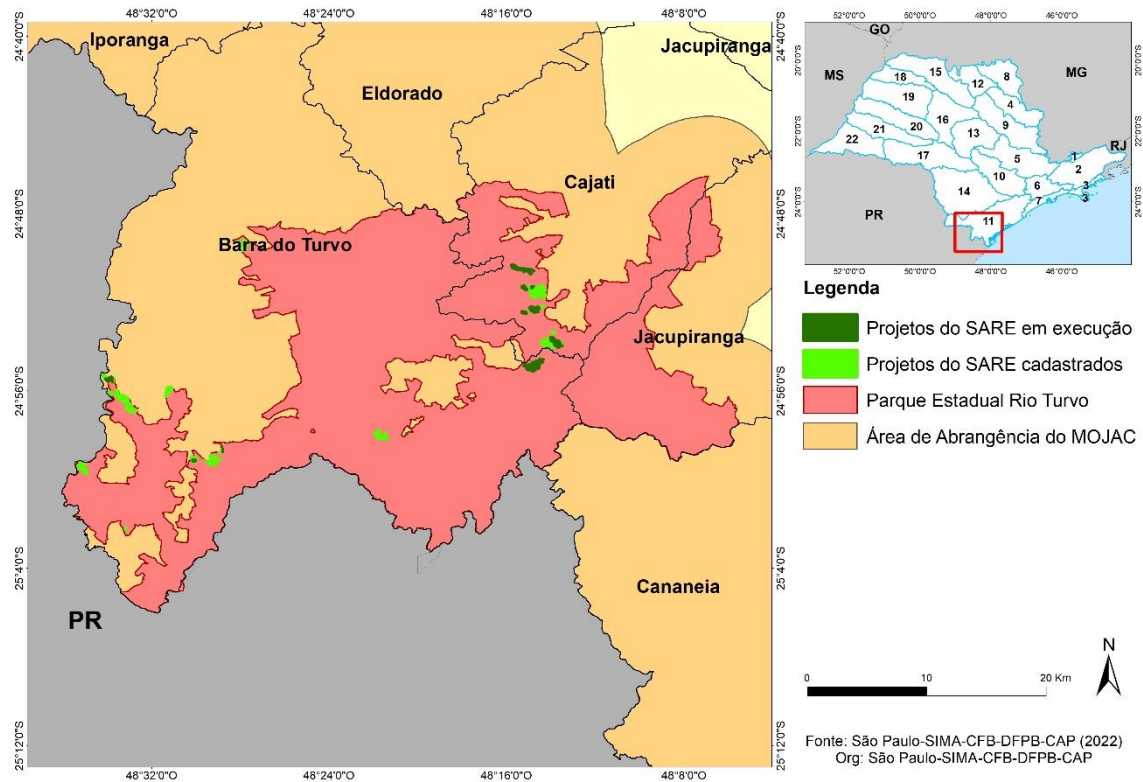 48°32'0"S
48°24'0"S
48°16'0"S
48°8'0"S
24°40'0"S
24°40'0"S
Iporanga
Jacupiranga
Eldorado
Cajati
24°48'0"S
24°48'0"S
Barra do Turvo
Jacupiranga
24°56'0"S
24°56'0"S
25°4'0"S
25°4'0"S
Cananeia
PR
25°12'0"S
25°12'0"S
48°32'0"S
48°24'0"S
48°16'0"S
48°8'0"S
52°0'0"S
50°0'0"S
48°0'0"S
46°0'0"S
GO
20°0'0"S
20°0'0"S
MS
MG
15
18
12
8
19
4
16
9
22°0'0"S
22°0'0"S
21
20
13
22
17
5
1
RJ
2
10
14
6
3
7
3
24°0'0"S
24°0'0"S
PR
11
52°0'0"S
50°0'0"S
48°0'0"S
46°0'0"S
Legenda
Projetos do SARE em execução
Projetos do SARE cadastrados
Parque Estadual Rio Turvo
Área de Abrangência do MOJAC
N
0
10
20 Km
Fonte: São Paulo-SIMA-CFB-DFPB-CAP (2022)
Org: São Paulo-SIMA-CFB-DFPB-CAP